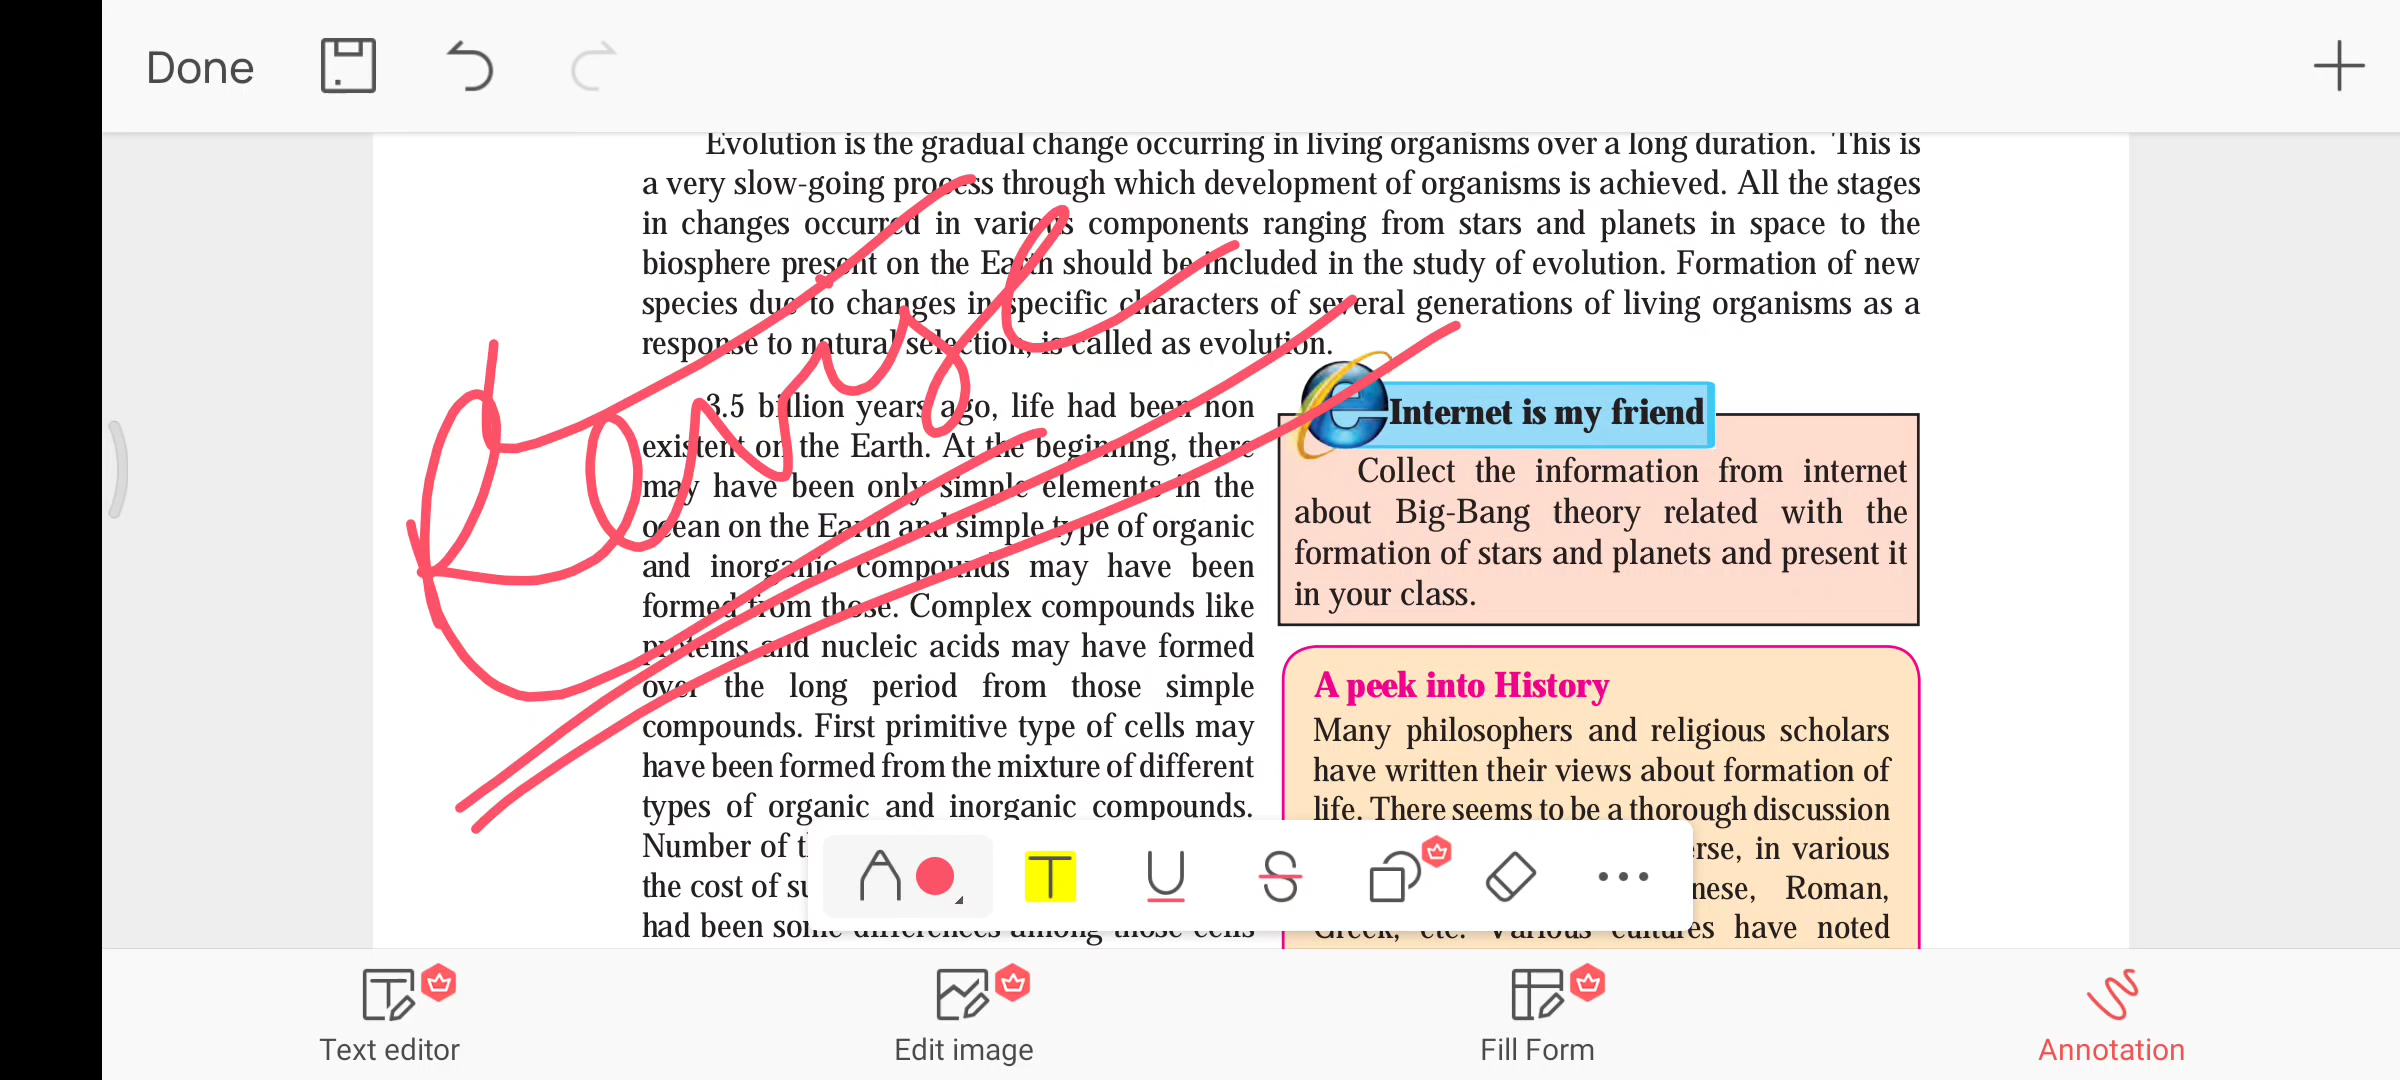 Done
Evolution is the gradual change occurring in living organisms over a long duration. This is
a very slow-going process through which development of organisms is achieved. All the stages
in changes occurred in various components ranging from stars and planets in space to the
biosphere present on the Earth should be included in the study of evolution. Formation of new
species due to changes in specific characters of several generations of living organisms as a
response to natural selection, is called as evolution.
Revise
3.5 billion years ago, life had been non
existent on the Earth. At the beginning, there
may have been only simple elements in the
ocean on the Earth and simple type of organic
and inorganic compounds may have been
formed from those. Complex compounds like
proteins and nucleic acids may have formed
over the long period from those simple
compounds. First primitive type of cells may
have been formed from the mixture of different
types of organic and inorganic compounds.
Number of
the cost of
had been some differences among those cells
Internet is my friend
Collect the information from internet
about Big-Bang theory related with the
formation of stars and planets and present it
in your class.
A peek into History
Many philosophers and religious scholars
have written their views about formation of
life. There seems to be a thorough discussion
in various
Roman,
Greek, etc. Various cultures have noted
Text editor
Edit image
Fill Form
Annotation